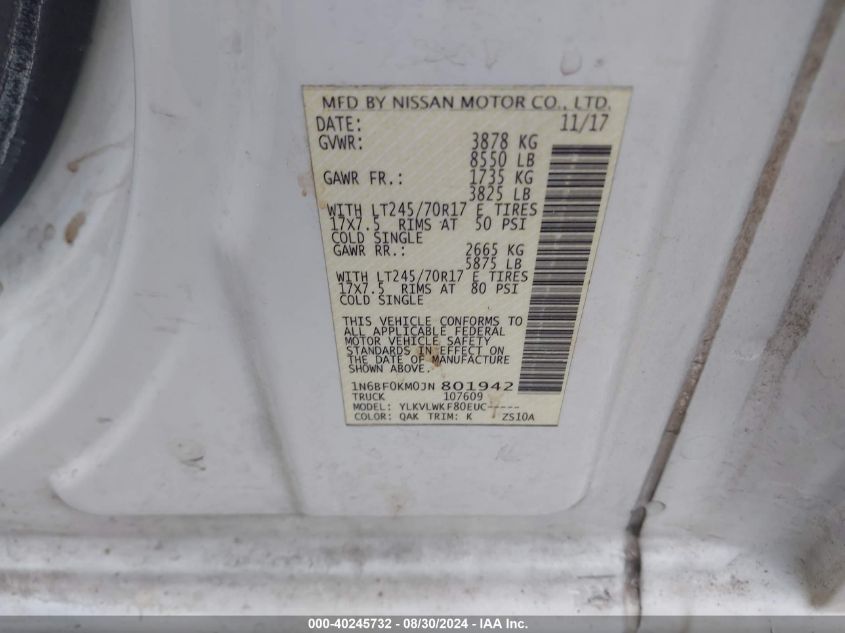 MFD BY NISSAN MOTOR CO., LTD.
DATE: 11/17
GVWR: 3878 KG
8550 LB
GAWR FR.: 1735 KG
3825 LB
WITH LT245/70R17 E TIRES
17X7.5 RIMS AT 50 PSI
COLD SINGLE
GAWR RR.: 2665 KG
5875 LB
WITH LT245/70R17 E TIRES
17X7.5 RIMS AT 80 PSI
COLD SINGLE
THIS VEHICLE CONFORMS TO
ALL APPLICABLE FEDERAL
MOTOR VEHICLE SAFETY
STANDARDS IN EFFECT ON
THE DATE OF MANUFACTURE
SHOWN ABOVE.
1N6BF0KM0JN 801942
TRUCK 107609
MODEL: YLKVLWKF80EUC-----
COLOR: QAK TRIM: K ZS10A
000-40245732 - 08/30/2024 - IAA Inc.